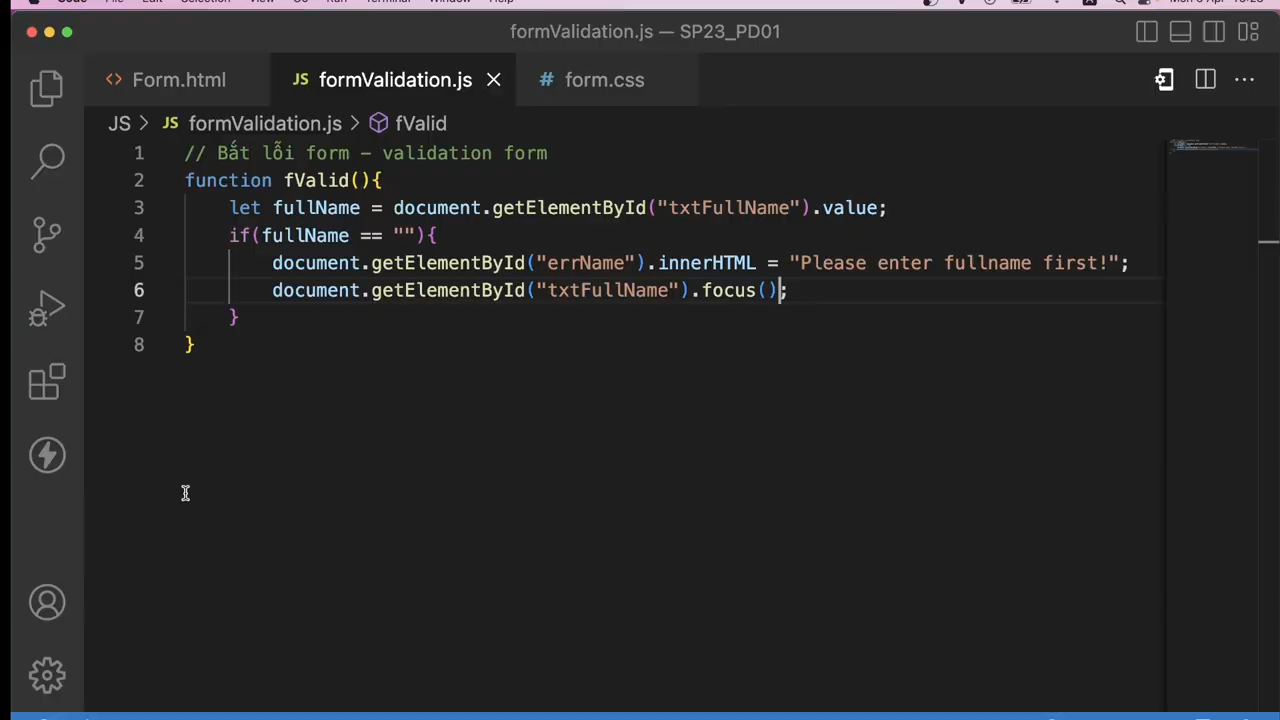 formValidation.js — SP23_PD01
Form.html
JS formValidation.js
# form.css
JS > JS formValidation.js > fValid
1 // Bắt lỗi form – validation form
2 function fValid(){
3 let fullName = document.getElementById("txtFullName").value;
4 if(fullName == ""){
5 document.getElementById("errName").innerHTML = "Please enter fullname first!";
6 document.getElementById("txtFullName").focus();
7 }
8 }